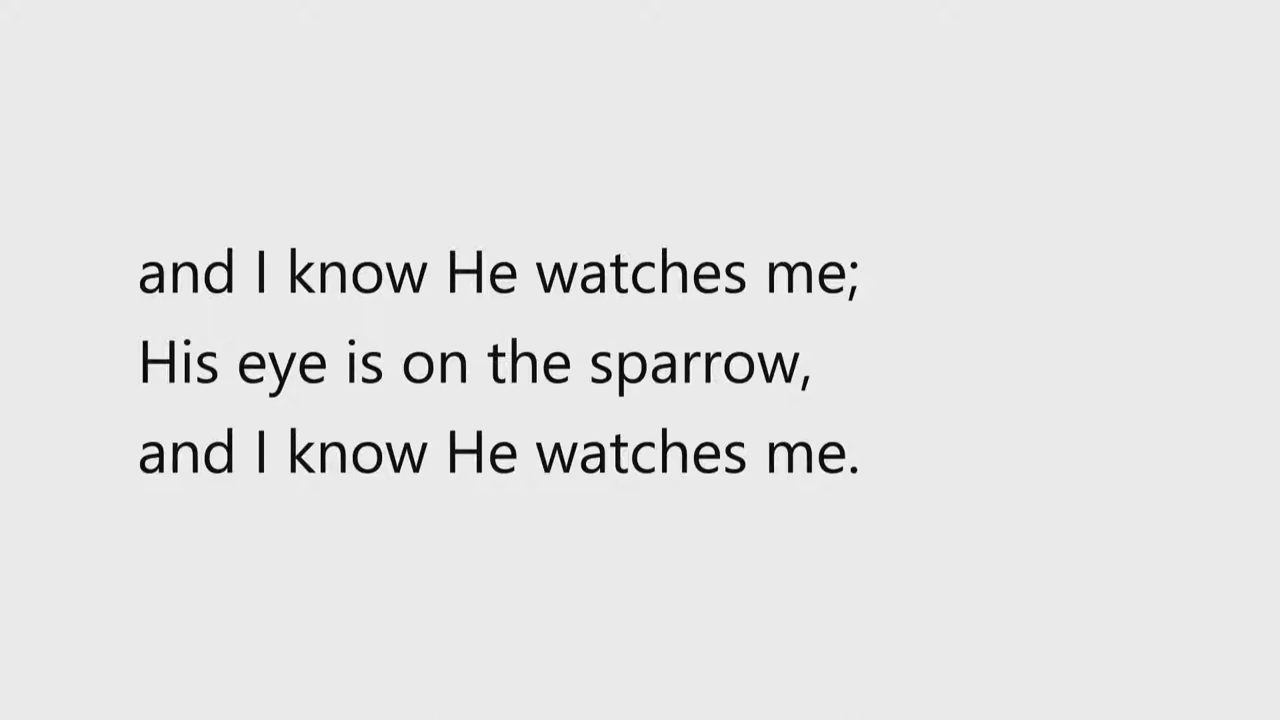 and I know He watches me;
His eye is on the sparrow,
and I know He watches me.